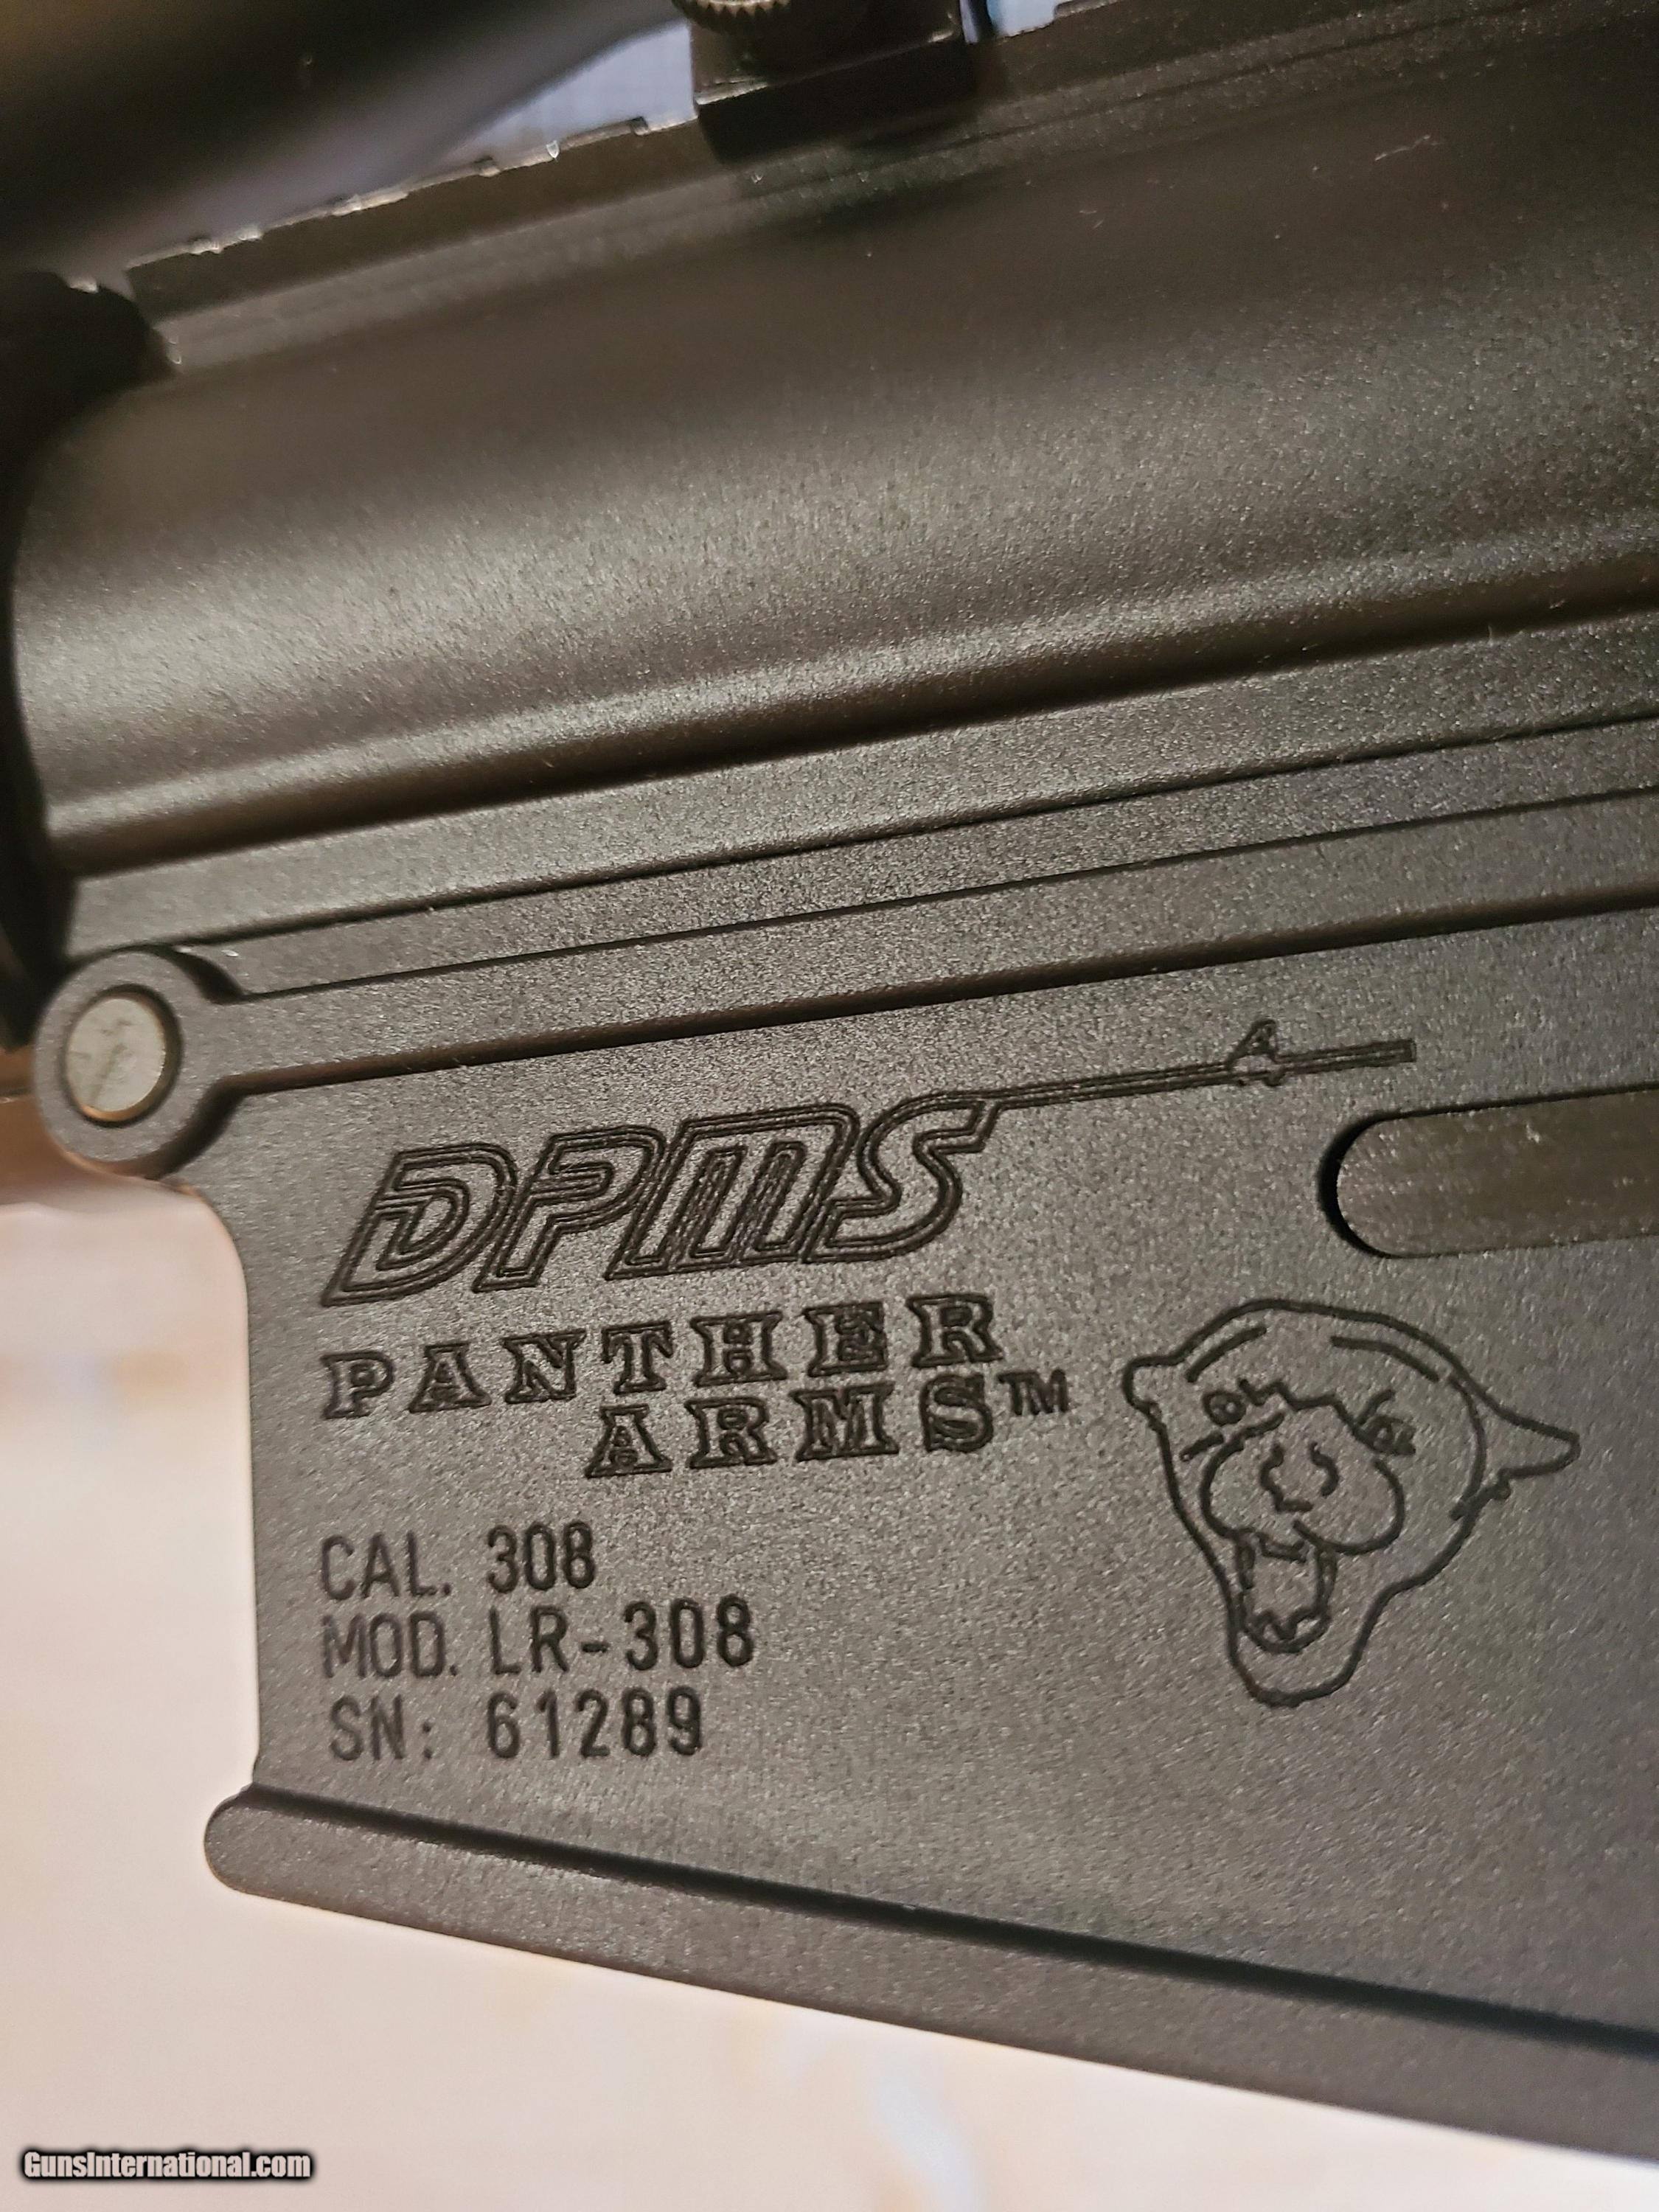 DPMS
PANTHER
ARMS™
CAL. 308
MOD. LR-308
SN: 61289
GunsInternational.com